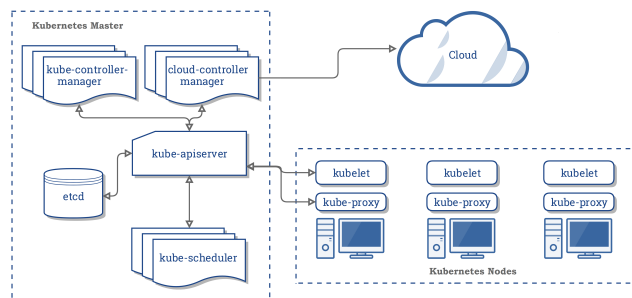 Kubernetes Master
kube-controller-
manager
cloud-controller
manager
Cloud
kube-apiserver
etcd
kube-scheduler
kubelet
kubelet
kubelet
kube-proxy
kube-proxy
kube-proxy
Kubernetes Nodes